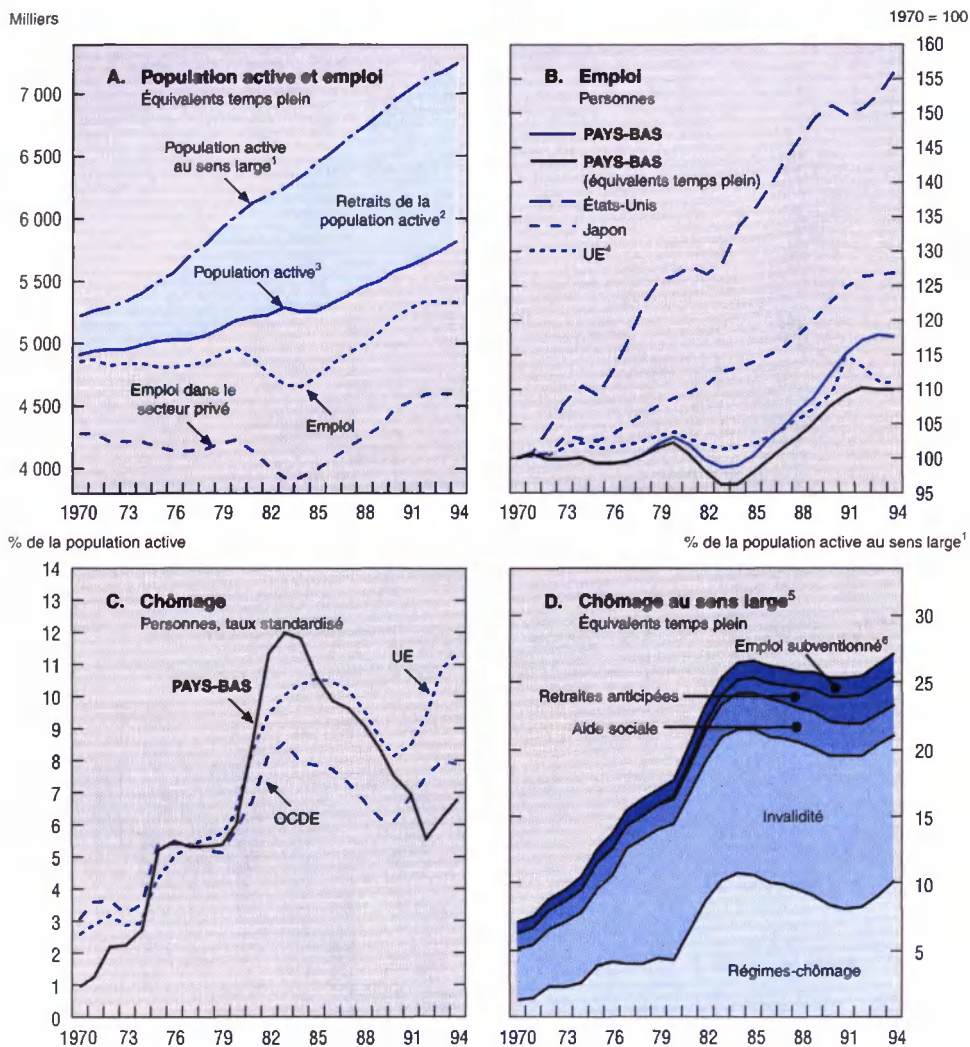 Milliers
1970 = 100
A. Population active et emploi
Équivalents temps plein
7 000
6 500
6 000
5 500
5 000
4 500
4 000
Population active
au sens large¹
Retraits de la
population active²
Population active³
Emploi dans le
secteur privé
Emploi
1970 73 76 79 82 85 88 91 94
B. Emploi
Personnes
PAYS-BAS
PAYS-BAS
(équivalents temps plein)
États-Unis
Japon
UE⁴
160
155
150
145
140
135
130
125
120
115
110
105
100
95
1970 73 76 79 82 85 88 91 94
% de la population active
% de la population active au sens large¹
C. Chômage
Personnes, taux standardisé
14
13
12
11
10
9
8
7
6
5
4
3
2
1
0
PAYS-BAS
UE
OCDE
1970 73 76 79 82 85 88 91 94
D. Chômage au sens large⁵
Équivalents temps plein
Emploi subventionné⁶
Retraites anticipées
Aide sociale
Invalidité
Régimes-chômage
30
25
20
15
10
5
1970 73 76 79 82 85 88 91 94